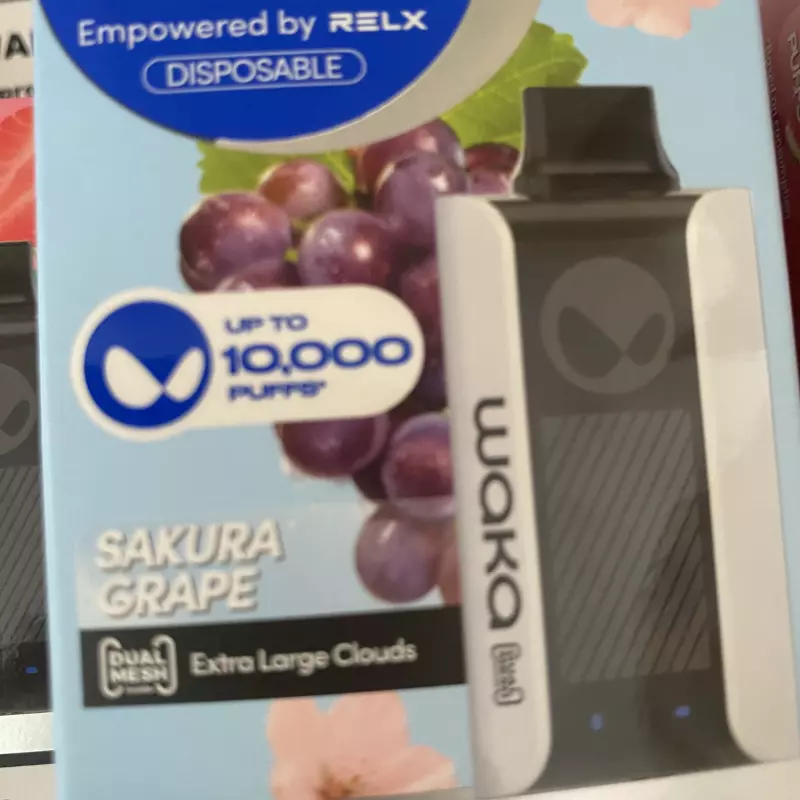 Empowered by RELX
DISPOSABLE
UP TO
10,000
PUFFS*
SAKURA
GRAPE
DUAL
MESH
Extra Large Clouds
waka